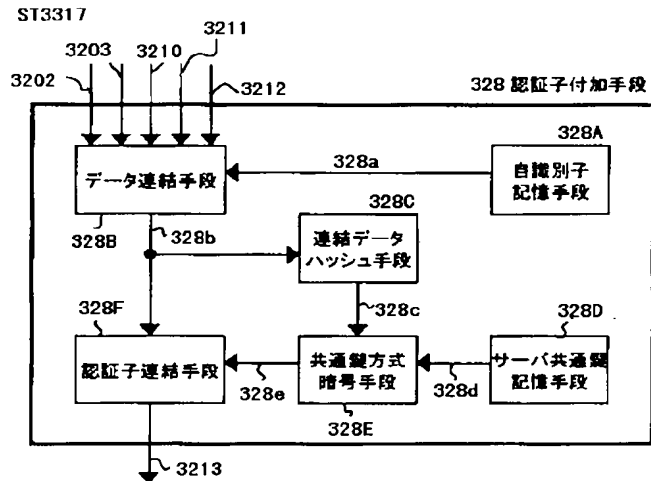 ST3317
3202
3203
3210
3211
3212
328 認証子付加手段
328A
自識別子
記憶手段
328a
データ連結手段
328B
328b
328C
連結データ
ハッシュ手段
328c
328F
認証子連結手段
328e
共通鍵方式
暗号手段
328E
328d
328D
サーバ共通鍵
記憶手段
3213